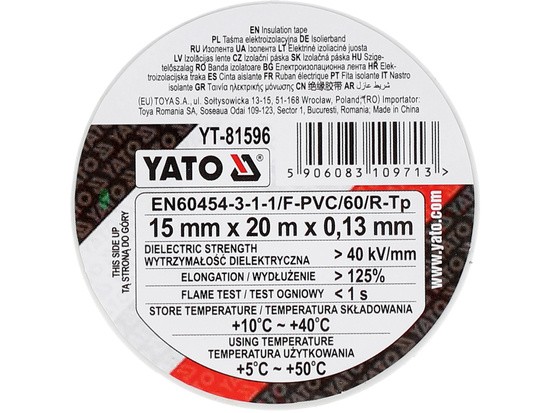 EN Insulation tape
PL Taśma elektroizolacyjna DE Isolierband
RU Изолента UA Ізолента LT Elektrinė izoliacinė juosta
LV Izolācijas lente CZ Izolační páska SK Izolačná páska HU Szige-
telőszalag RO Banda izolatoare BG Електроизолационна лента HR Elek-
troizolacijska traka ES Cinta aislante FR Ruban électrique PT Fita isolante IT Nastro
isolante GR Ταινία ηλεκτρικής μόνωσης CN 绝缘胶带 AR شريط عازل
(EU)TOYA S.A., ul. Sołtysowicka 13-15, 51-168 Wrocław, Poland;(RO) Importator:
Toya Romania SA, Soseaua Odai 109-123, Sector 1, Bucuresti, Romania; Made in China
YT-81596
YATO
5 906083 109713 >
EN60454-3-1-1/F-PVC/60/R-Tp
15 mm x 20 m x 0,13 mm
DIELECTRIC STRENGTH
WYTRZYMAŁOŚĆ DIELEKTRYCZNA > 40 kV/mm
ELONGATION / WYDŁUŻENIE > 125%
FLAME TEST / TEST OGNIOWY < 1 s
STORE TEMPERATURE / TEMPERATURA SKŁADOWANIA
+10°C ~ +40°C
USING TEMPERATURE
TEMPERATURA UŻYTKOWANIA
+5°C ~ +50°C
THIS SIDE UP
TĄ STRONĄ DO GÓRY
www.yato.com